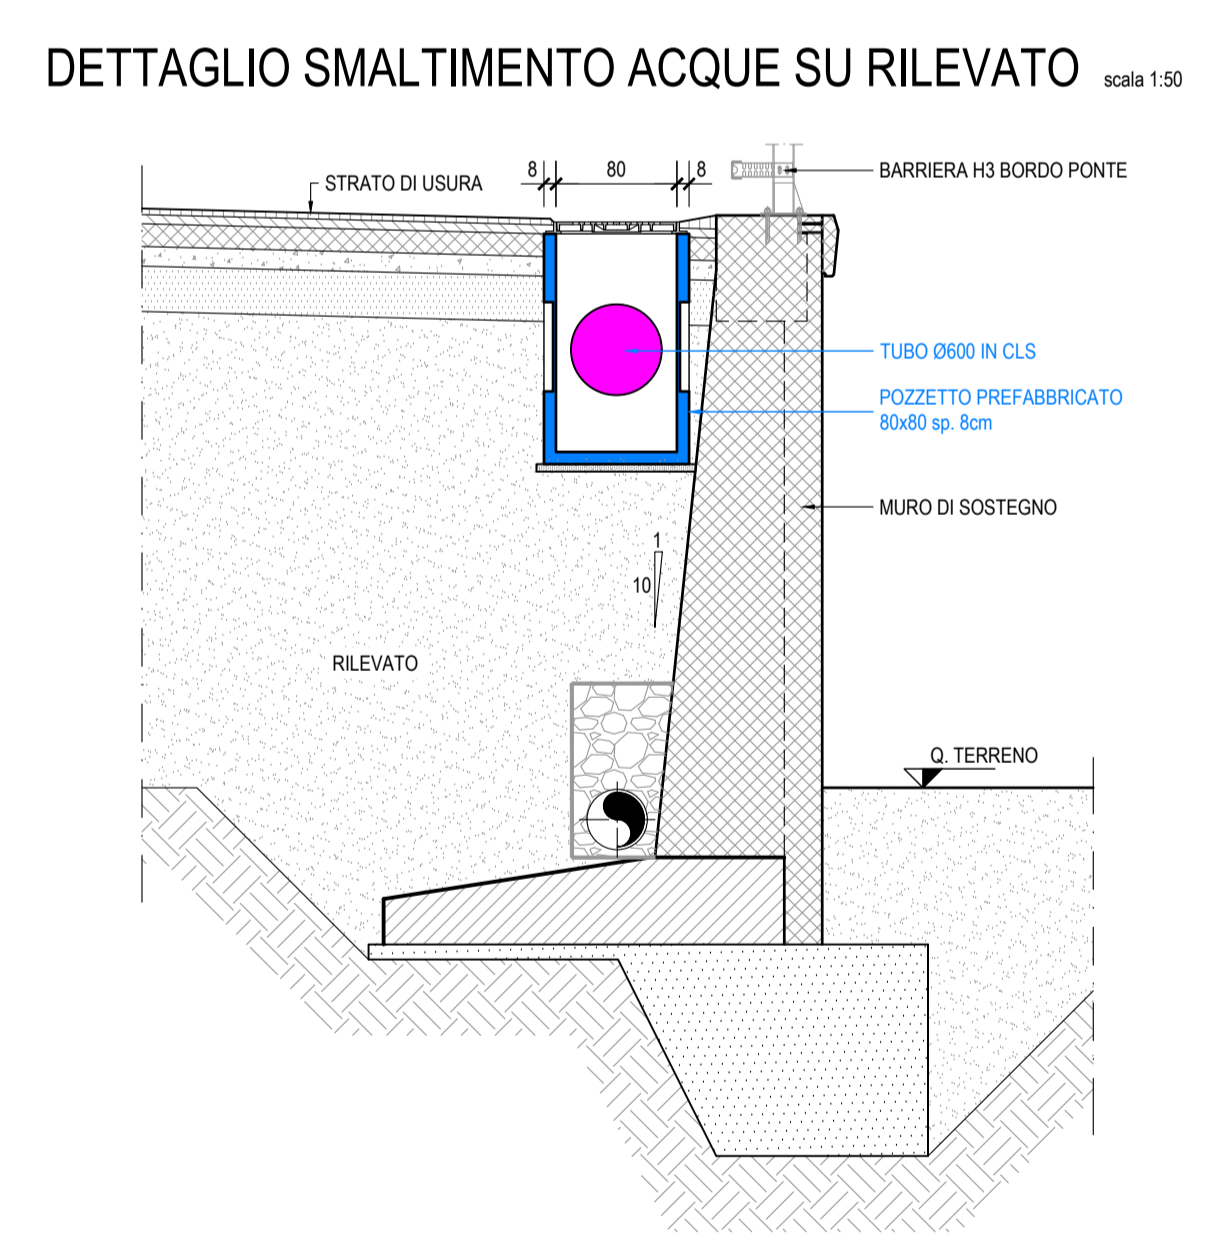 DETTAGLIO SMALTIMENTO ACQUE SU RILEVATO scala 1:50
8 80 8
BARRIERA H3 BORDO PONTE
STRATO DI USURA
TUBO Ø600 IN CLS
POZZETTO PREFABBRICATO
80x80 sp. 8cm
MURO DI SOSTEGNO
1
10
RILEVATO
Q. TERRENO